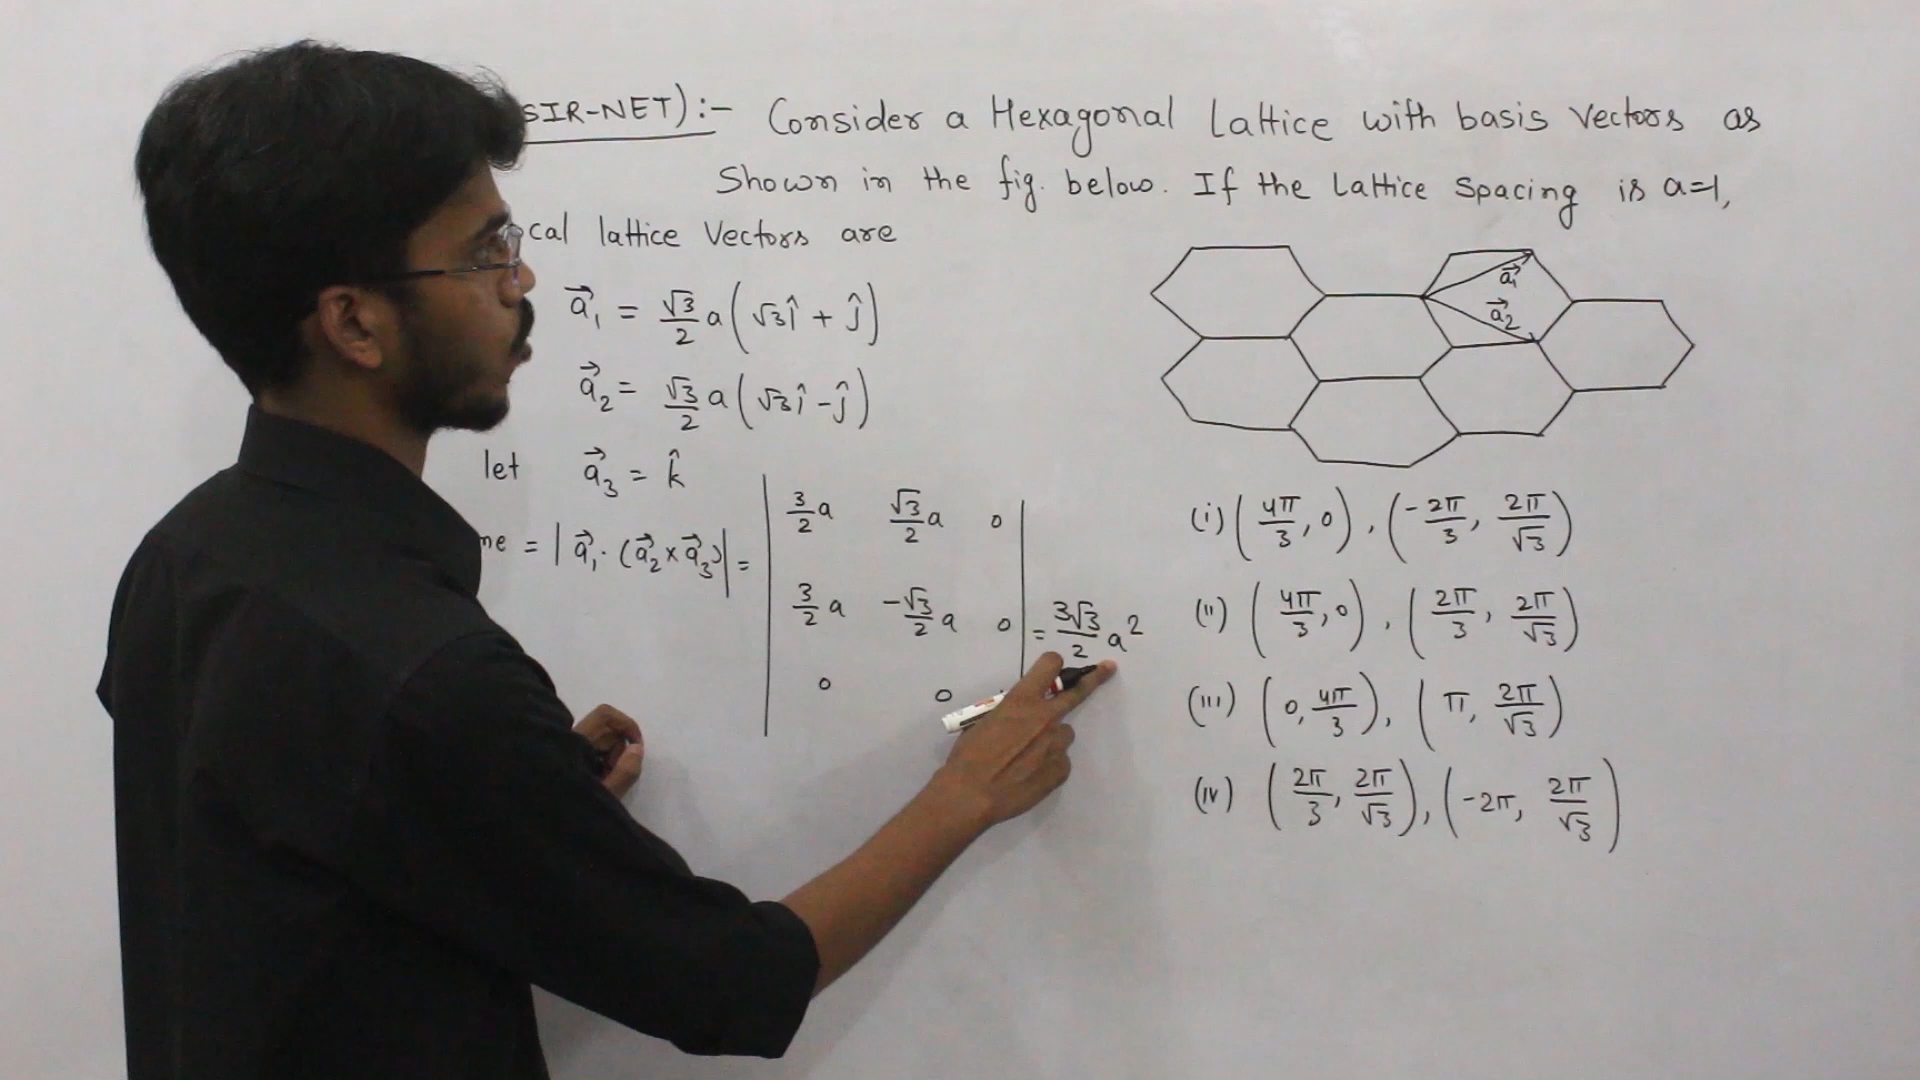 SIR-NET):- Consider a Hexagonal Lattice with basis vectors as
Shown in the fig. below. If the Lattice spacing is a=1,
ocal lattice Vectors are
a⃗₁ = √3/2 a(√3î + ĵ)
a⃗₂ = √3/2 a(√3î - ĵ)
let a⃗₃ = k̂
me = |a⃗₁·(a⃗₂×a⃗₃)| = | 3/2 a √3/2 a 0 |
| 3/2 a -√3/2 a 0 | = 3√3/2 a²
| 0 0
a⃗₁
a⃗₂
(i) (4π/3, 0), (-2π/3, 2π/√3)
(ii) (4π/3, 0), (2π/3, 2π/√3)
(iii) (0, 4π/3), (π, 2π/√3)
(iv) (2π/3, 2π/√3), (-2π, 2π/√3)